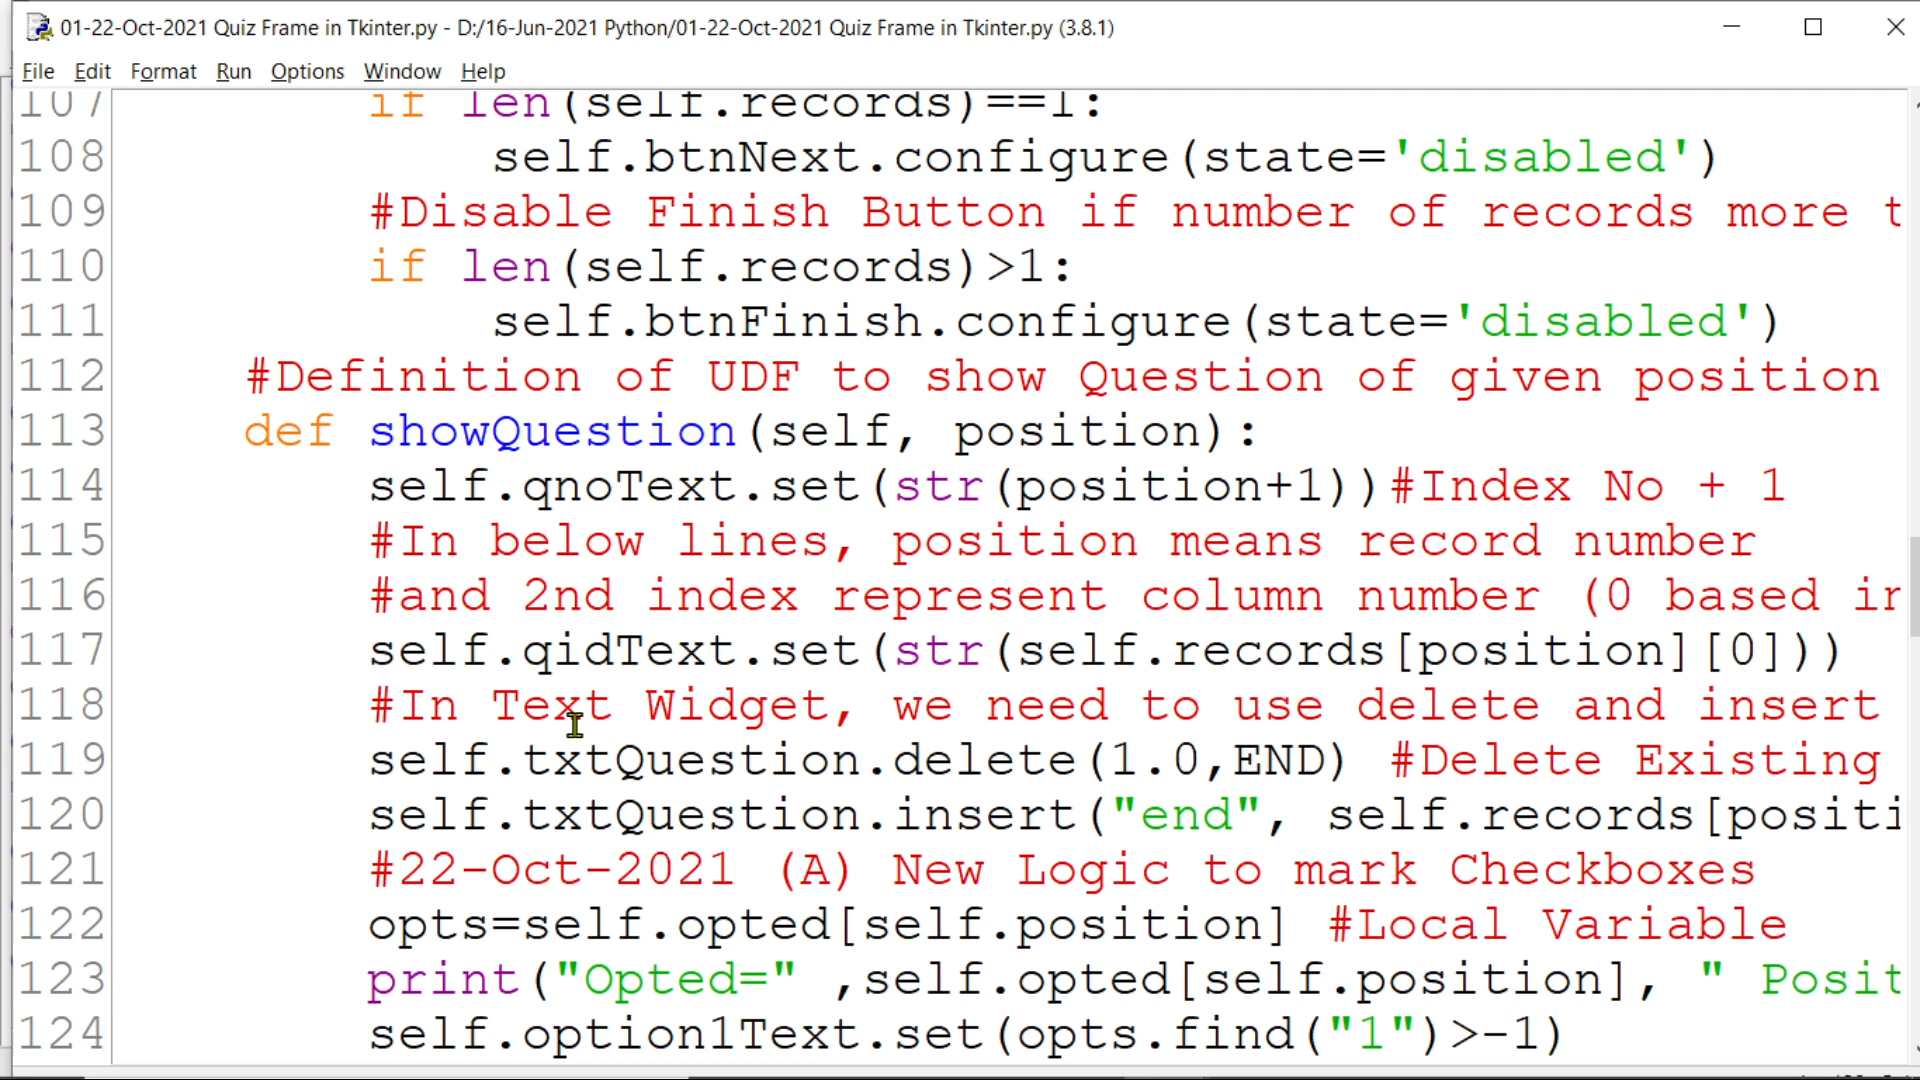 01-22-Oct-2021 Quiz Frame in Tkinter.py - D:/16-Jun-2021 Python/01-22-Oct-2021 Quiz Frame in Tkinter.py (3.8.1)
File Edit Format Run Options Window Help
107 if len(self.records)==1:
108 self.btnNext.configure(state='disabled')
109 #Disable Finish Button if number of records more t
110 if len(self.records)>1:
111 self.btnFinish.configure(state='disabled')
112 #Definition of UDF to show Question of given position
113 def showQuestion(self, position):
114 self.qnoText.set(str(position+1))#Index No + 1
115 #In below lines, position means record number
116 #and 2nd index represent column number (0 based in
117 self.qidText.set(str(self.records[position][0]))
118 #In Text Widget, we need to use delete and insert
119 self.txtQuestion.delete(1.0,END) #Delete Existing
120 self.txtQuestion.insert("end", self.records[positi
121 #22-Oct-2021 (A) New Logic to mark Checkboxes
122 opts=self.opted[self.position] #Local Variable
123 print("Opted=" ,self.opted[self.position], " Posit
124 self.option1Text.set(opts.find("1")>-1)